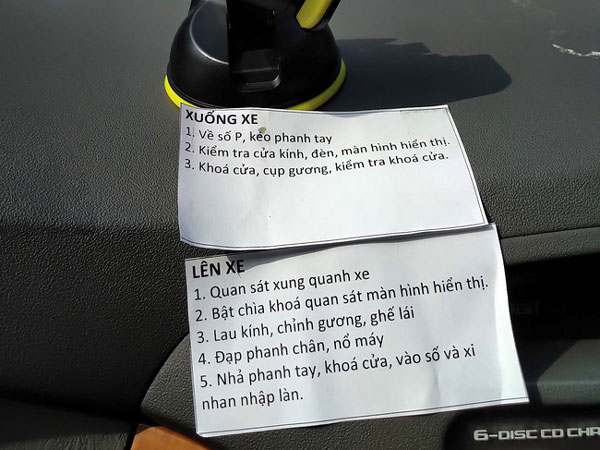 XUỐNG XE
1. Về số P, kéo phanh tay
2. Kiểm tra cửa kính, đèn, màn hình hiển thị.
3. Khoá cửa, cụp gương, kiểm tra khoá cửa.
LÊN XE
1. Quan sát xung quanh xe
2. Bật chìa khoá quan sát màn hình hiển thị.
3. Lau kính, chỉnh gương, ghế lái
4. Đạp phanh chân, nổ máy
5. Nhả phanh tay, khoá cửa, vào số và xi
nhan nhập làn.
6-DISC CD CHA